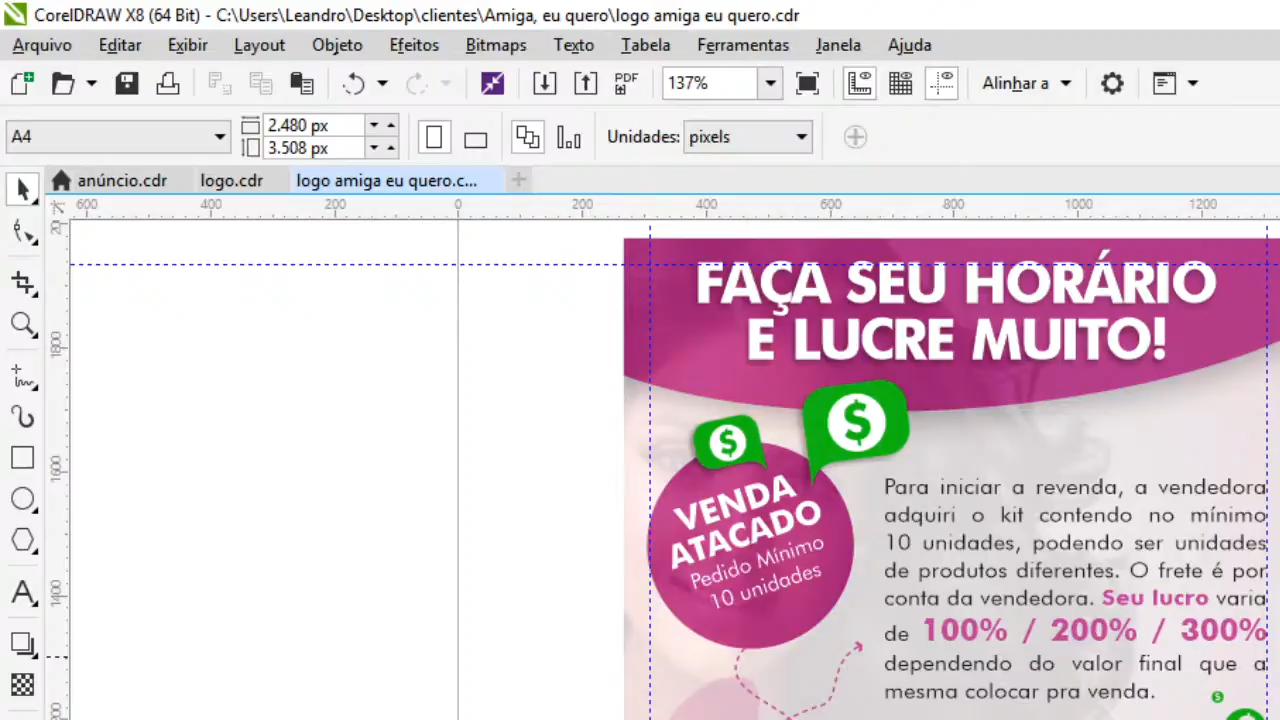 CorelDRAW X8 (64 Bit) - C:\Users\Leandro\Desktop\clientes\Amiga, eu quero\logo amiga eu quero.cdr
Arquivo Editar Exibir Layout Objeto Efeitos Bitmaps Texto Tabela Ferramentas Janela Ajuda
PDF 137% Alinhar a
A4 2.480 px Unidades: pixels
3.508 px
anúncio.cdr logo.cdr logo amiga eu quero.c...
600 400 200 0 200 400 600 800 1000 1200
1800
1600
1400
FAÇA SEU HORÁRIO
E LUCRE MUITO!
$
$
VENDA
ATACADO
Pedido Mínimo
10 unidades
Para iniciar a revenda, a vendedora
adquiri o kit contendo no mínimo
10 unidades, podendo ser unidades
de produtos diferentes. O frete é por
conta da vendedora. Seu lucro varia
de 100% / 200% / 300%
dependendo do valor final que a
mesma colocar pra venda.